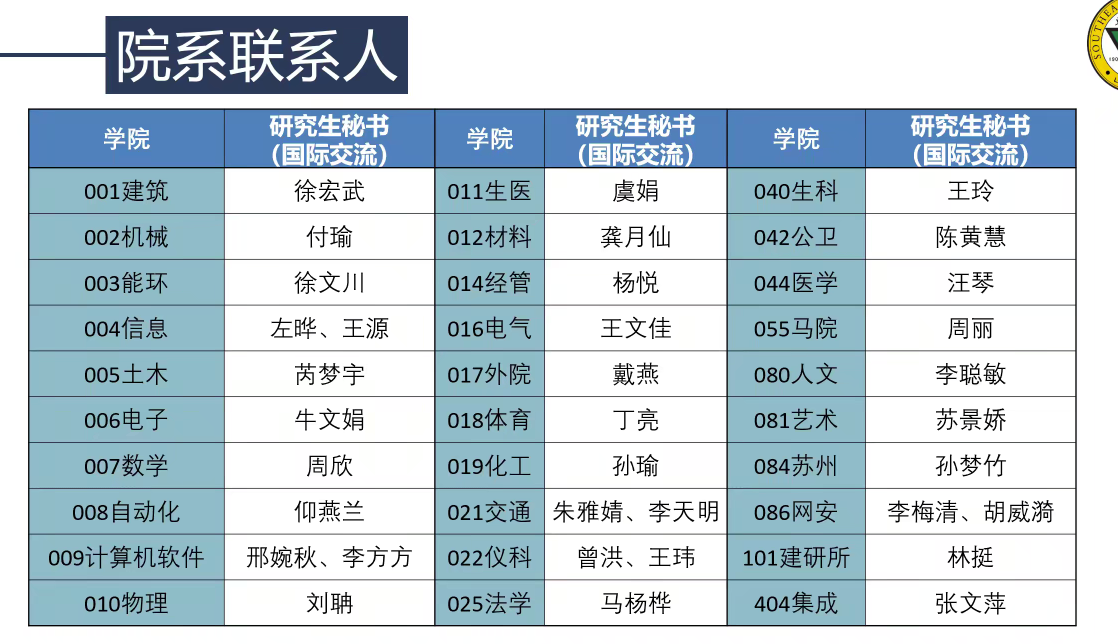 院系联系人
SOUTHEA
学院 研究生秘书(国际交流) 学院 研究生秘书(国际交流) 学院 研究生秘书(国际交流)
001建筑 徐宏武 011生医 虞娟 040生科 王玲
002机械 付瑜 012材料 龚月仙 042公卫 陈黄慧
003能环 徐文川 014经管 杨悦 044医学 汪琴
004信息 左晔、王源 016电气 王文佳 055马院 周丽
005土木 芮梦宇 017外院 戴燕 080人文 李聪敏
006电子 牛文娟 018体育 丁亮 081艺术 苏景娇
007数学 周欣 019化工 孙瑜 084苏州 孙梦竹
008自动化 仰燕兰 021交通 朱雅婧、李天明 086网安 李梅清、胡威漪
009计算机软件 邢婉秋、李方方 022仪科 曾洪、王玮 101建研所 林挺
010物理 刘聃 025法学 马杨桦 404集成 张文萍